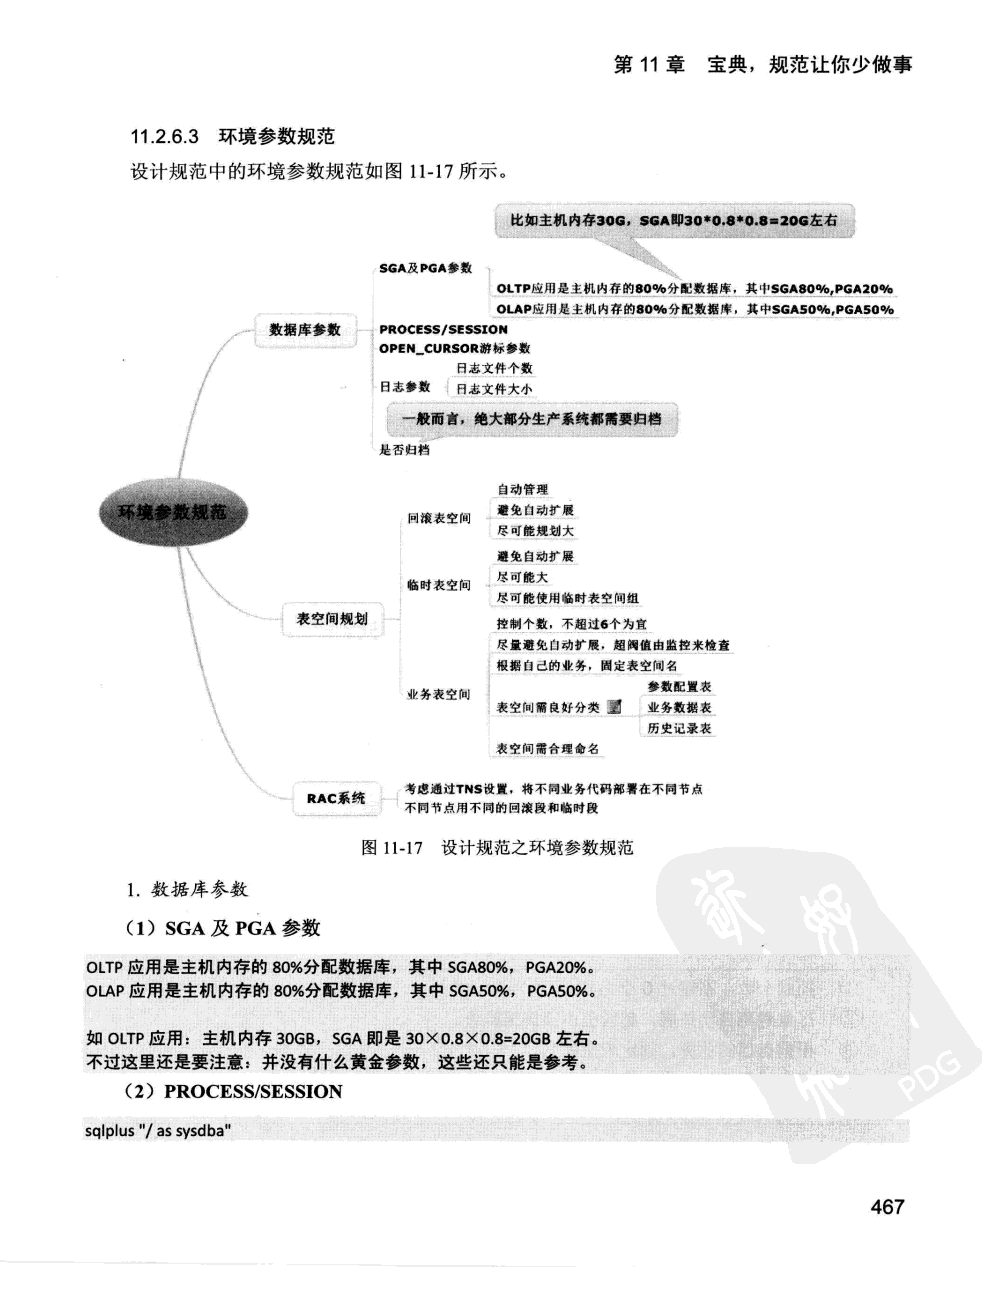 第 11 章 宝典，规范让你少做事
11.2.6.3 环境参数规范
设计规范中的环境参数规范如图 11-17 所示。
比如主机内存30G，SGA即30*0.8*0.8=20G左右
SGA及PGA参数
OLTP应用是主机内存的80%分配数据库，其中SGA80%,PGA20%
OLAP应用是主机内存的80%分配数据库，其中SGA50%,PGA50%
数据库参数
PROCESS/SESSION
OPEN_CURSOR游标参数
日志文件个数
日志参数
日志文件大小
一般而言，绝大部分生产系统都需要归档
是否归档
环境参数规范
自动管理
回滚表空间
避免自动扩展
尽可能规划大
避免自动扩展
临时表空间
尽可能大
尽可能使用临时表空间组
表空间规划
控制个数，不超过6个为宜
尽量避免自动扩展，超阀值由监控来检查
根据自己的业务，固定表空间名
业务表空间
参数配置表
表空间需良好分类
业务数据表
历史记录表
表空间需合理命名
RAC系统
考虑通过TNS设置，将不同业务代码部署在不同节点
不同节点用不同的回滚段和临时段
图 11-17 设计规范之环境参数规范
1. 数据库参数
（1）SGA 及 PGA 参数
OLTP 应用是主机内存的 80%分配数据库，其中 SGA80%，PGA20%。
OLAP 应用是主机内存的 80%分配数据库，其中 SGA50%，PGA50%。
如 OLTP 应用：主机内存 30GB，SGA 即是 30×0.8×0.8=20GB 左右。
不过这里还是要注意：并没有什么黄金参数，这些还只能是参考。
（2）PROCESS/SESSION
sqlplus "/ as sysdba"
PDG
467